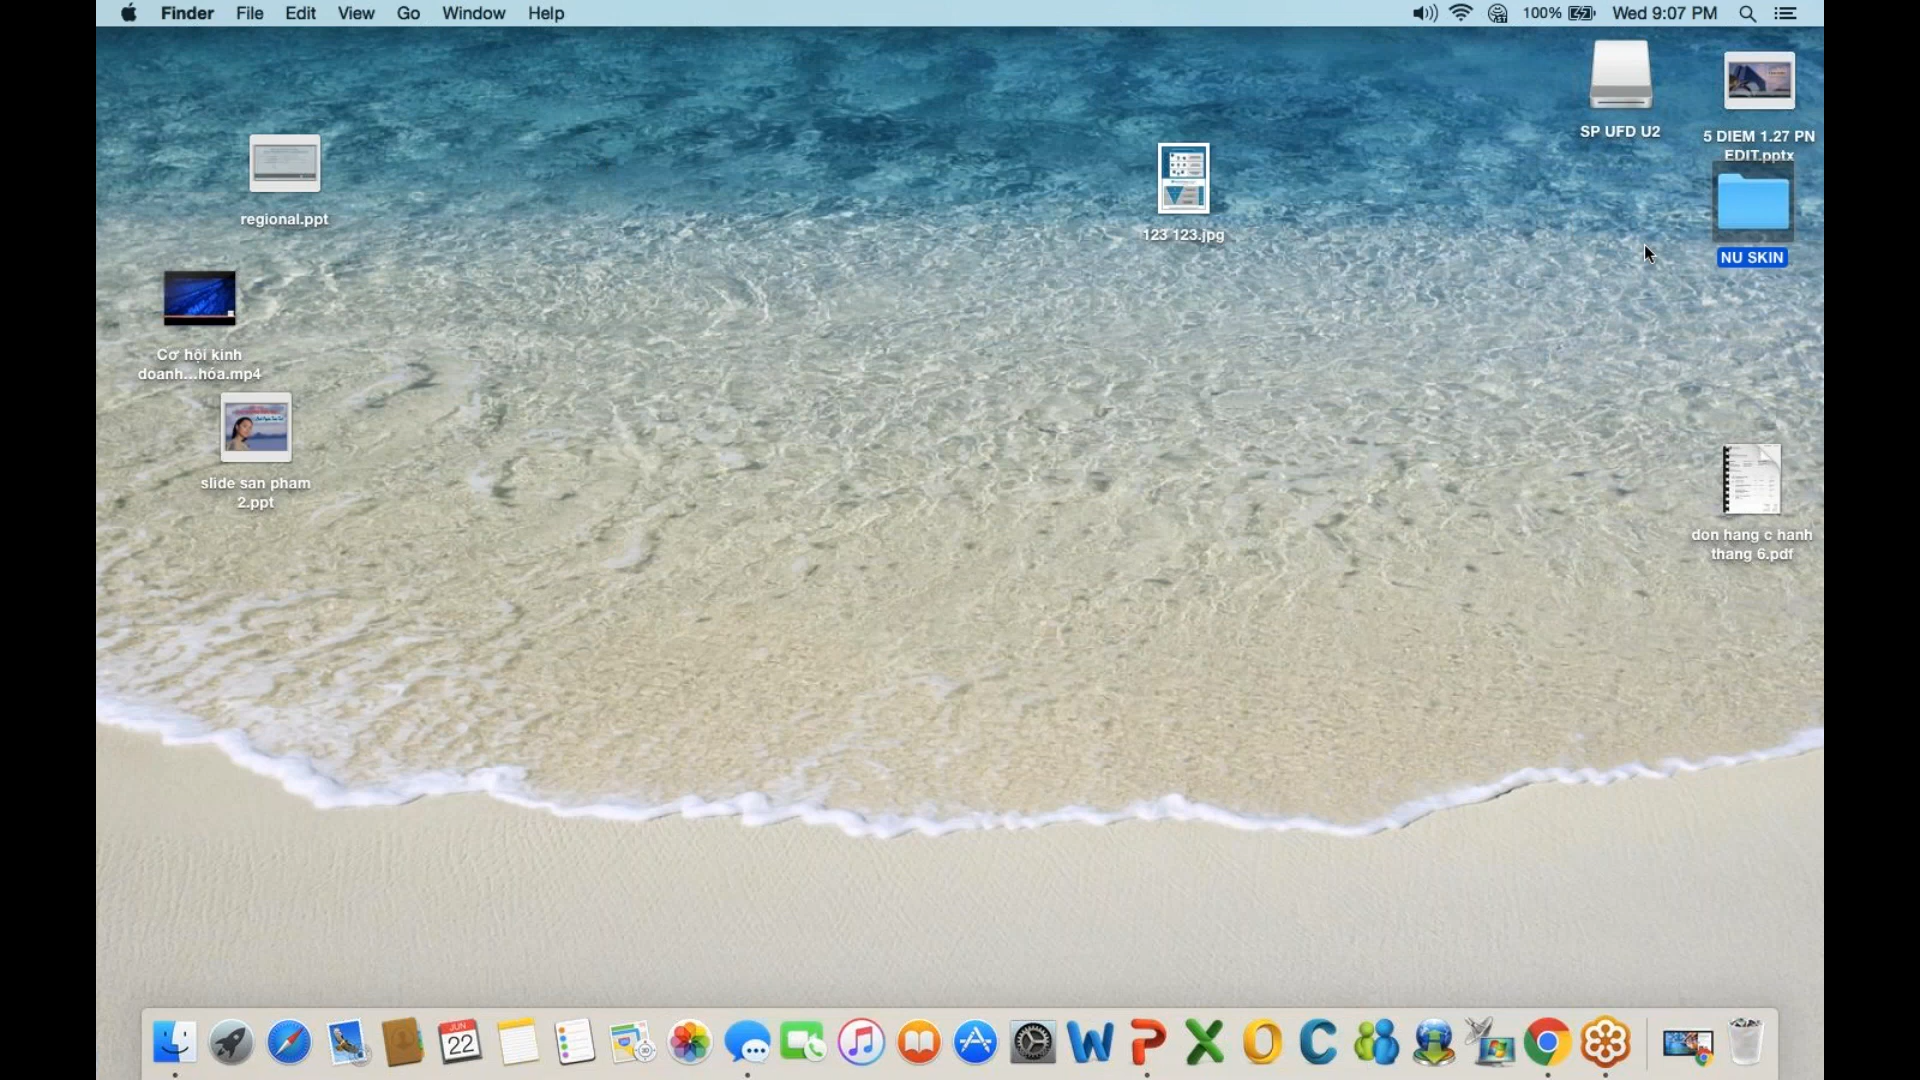 Finder File Edit View Go Window Help 100% Wed 9:07 PM
SP UFD U2
5 DIEM 1.27 PN
EDIT.pptx
regional.ppt
123 123.jpg
NU SKIN
Cơ hội kinh
doanh...hóa.mp4
slide san pham
2.ppt
don hang c hanh
thang 6.pdf
JUN
22